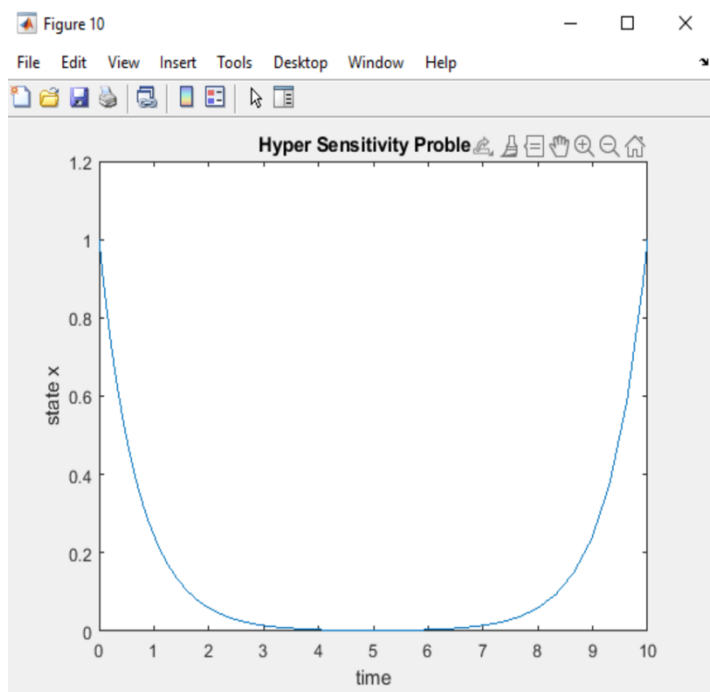 Figure 10
File Edit View Insert Tools Desktop Window Help
Hyper Sensitivity Proble
1.2
1
0.8
0.6
0.4
0.2
0
state x
0 1 2 3 4 5 6 7 8 9 10
time